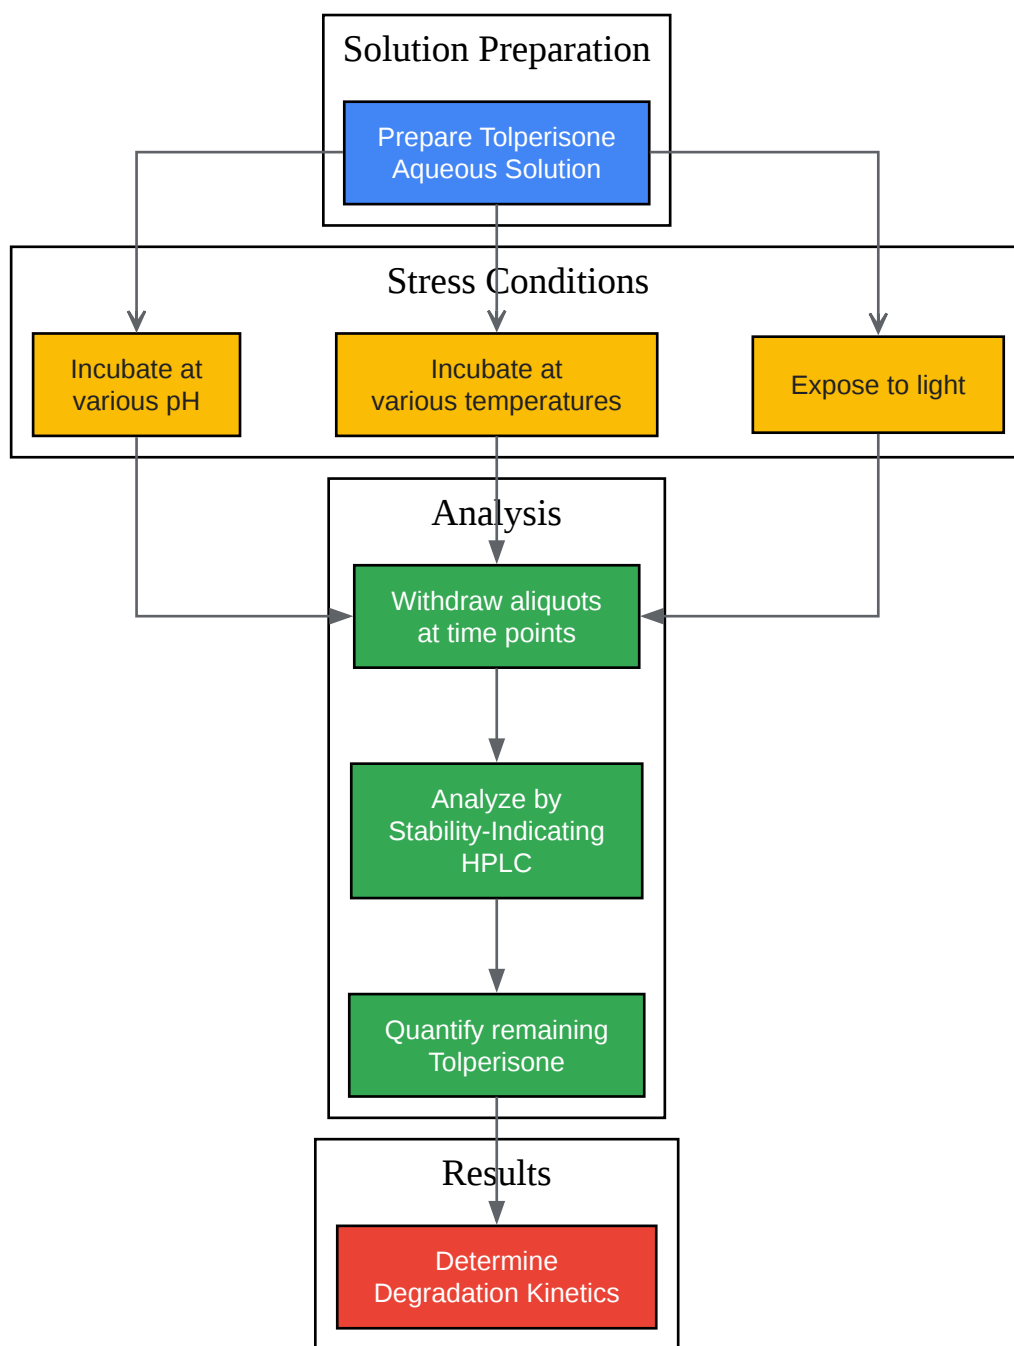 Solution Preparation
Prepare Tolperisone
Aqueous Solution
Stress Conditions
Incubate at
various pH
Incubate at
various temperatures
Expose to light
Analysis
Withdraw aliquots
at time points
Analyze by
Stability-Indicating
HPLC
Quantify remaining
Tolperisone
Results
Determine
Degradation Kinetics